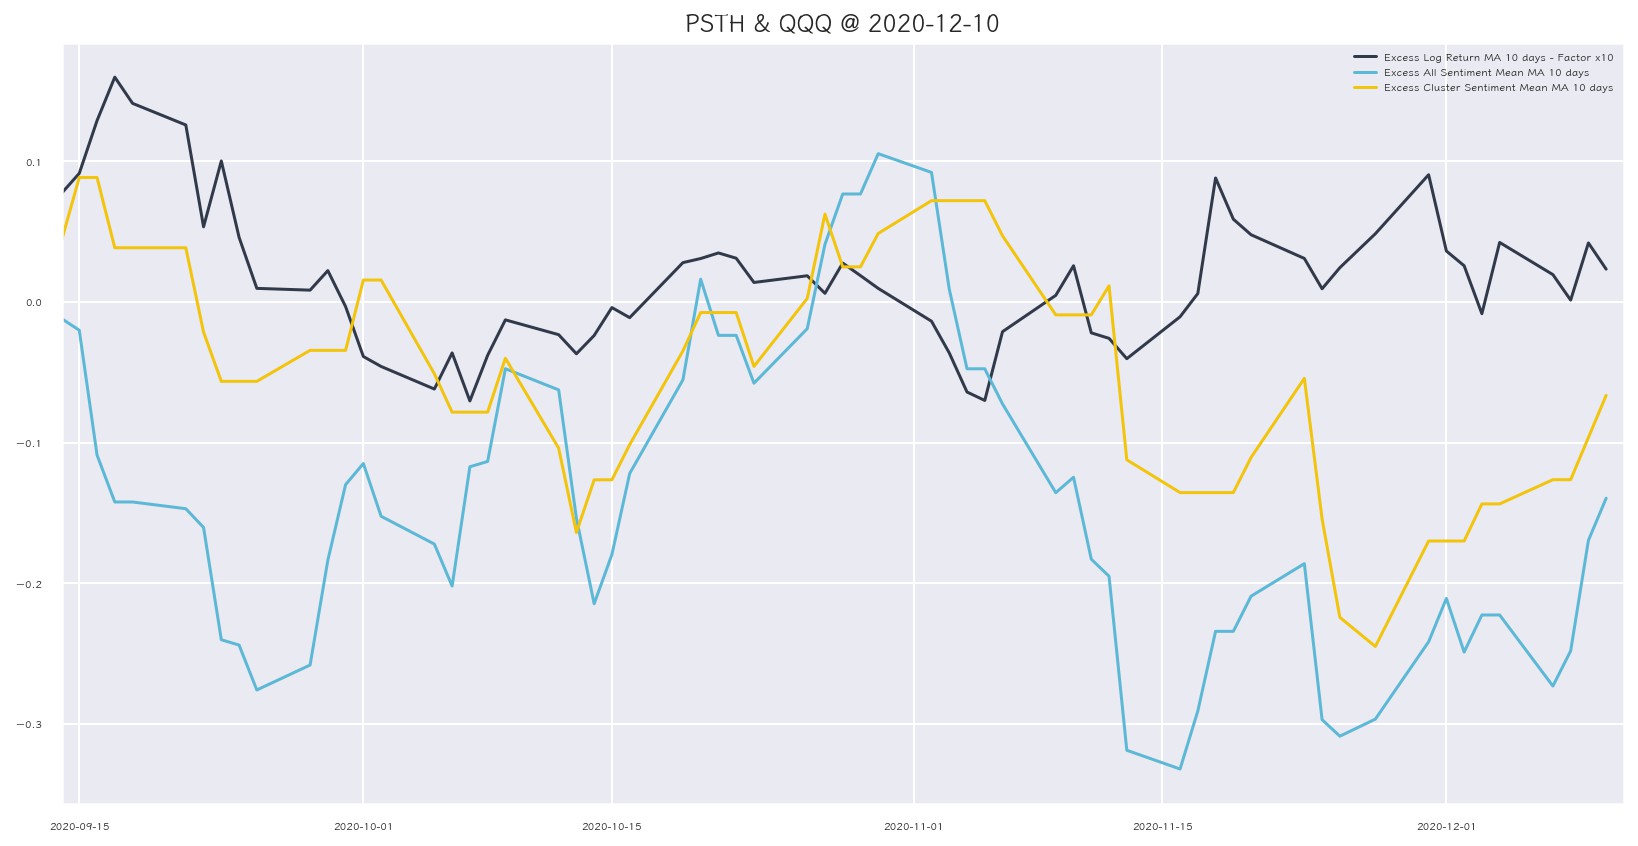 PSTH & QQQ @ 2020-12-10
Excess Log Return MA 10 days - Factor x10
Excess All Sentiment Mean MA 10 days
Excess Cluster Sentiment Mean MA 10 days
0.1
0.0
−0.1
−0.2
−0.3
2020-09-15
2020-10-01
2020-10-15
2020-11-01
2020-11-15
2020-12-01